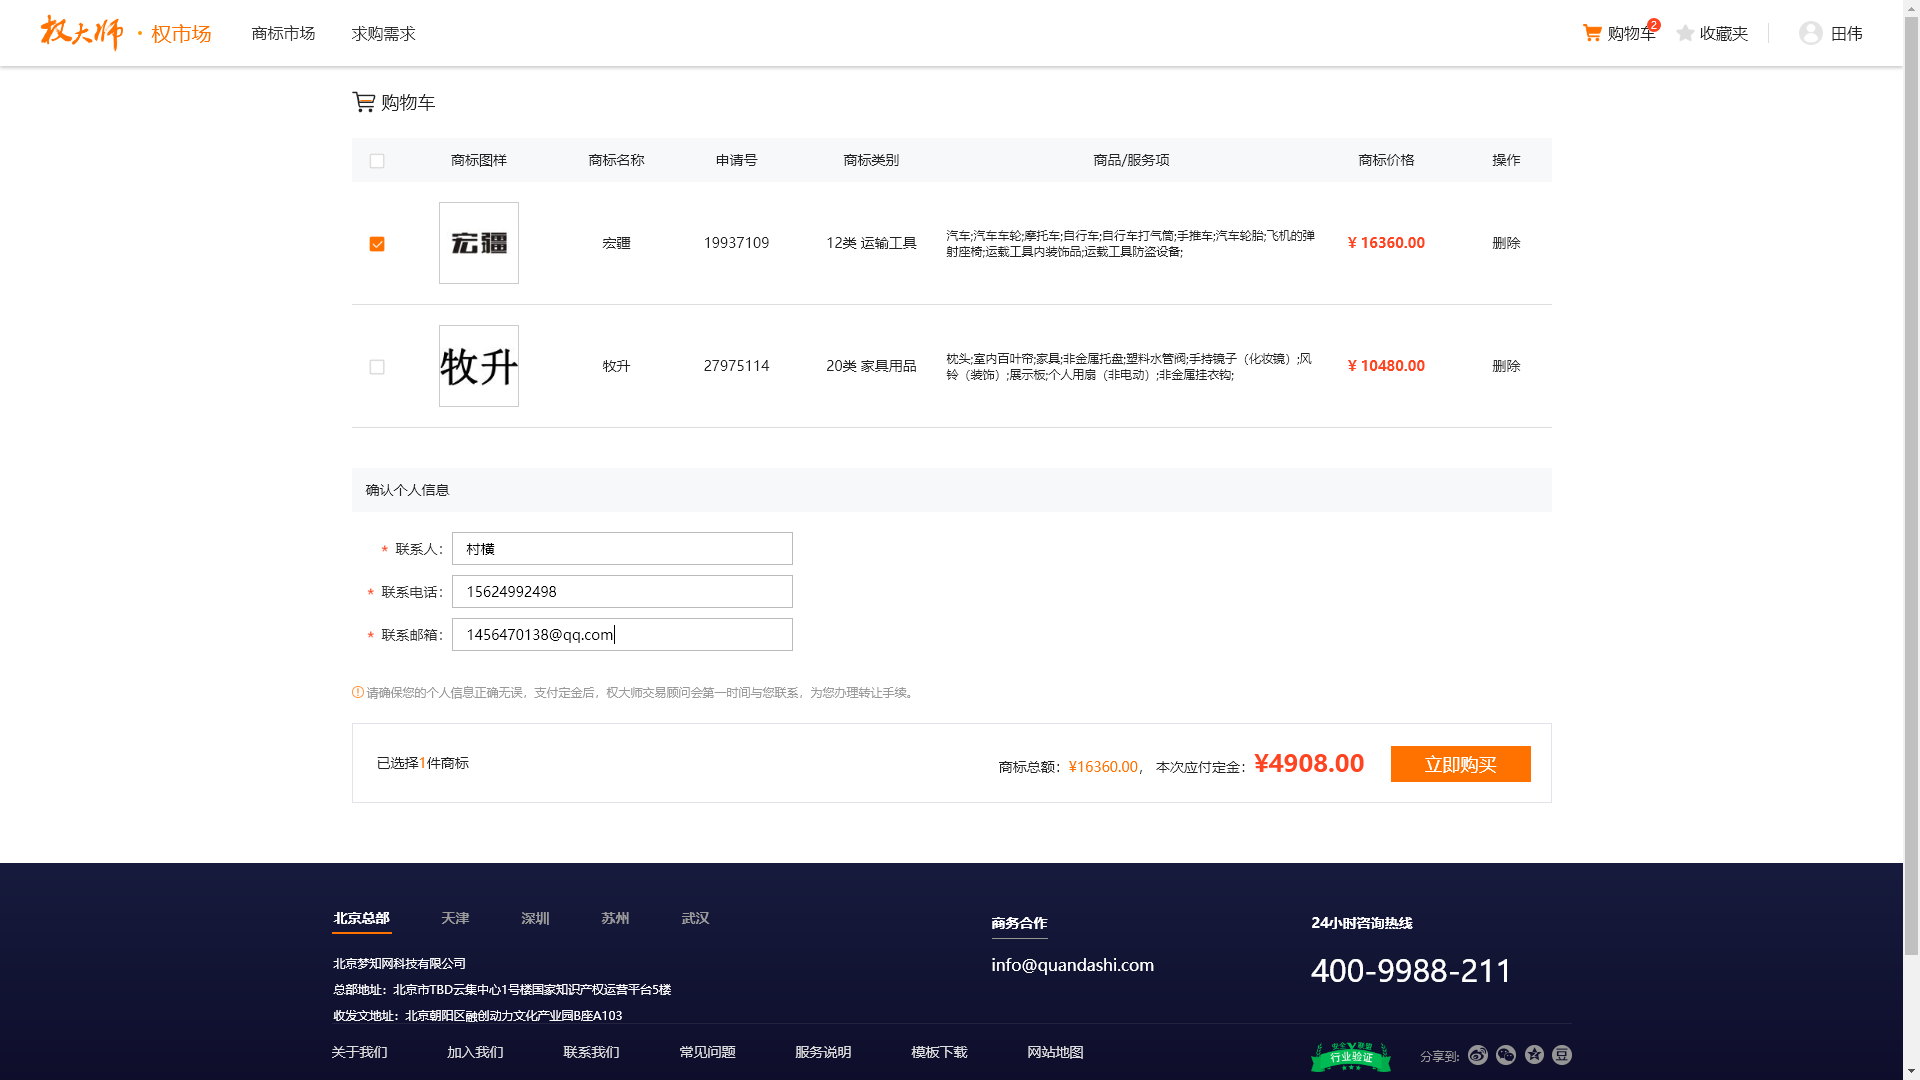 权大师 · 权市场
商标市场
求购需求
购物车 2
收藏夹
田伟
购物车
商标图样 商标名称 申请号 商标类别 商品/服务项 商标价格 操作
宏疆 宏疆 19937109 12类 运输工具 汽车;汽车车轮;摩托车;自行车;自行车打气筒;手推车;汽车轮胎;飞机的弹
射座椅;运载工具内装饰品;运载工具防盗设备; ¥ 16360.00 删除
牧升 牧升 27975114 20类 家具用品 枕头;室内百叶帘;家具;非金属托盘;塑料水管阀;手持镜子（化妆镜）;风
铃（装饰）;展示板;个人用扇（非电动）;非金属挂衣钩; ¥ 10480.00 删除
确认个人信息
* 联系人： 村横
* 联系电话： 15624992498
* 联系邮箱： 1456470138@qq.com
请确保您的个人信息正确无误，支付定金后，权大师交易顾问会第一时间与您联系，为您办理转让手续。
已选择1件商标 商标总额：¥16360.00， 本次应付定金：¥4908.00 立即购买
北京总部 天津 深圳 苏州 武汉
北京梦知网科技有限公司
总部地址：北京市TBD云集中心1号楼国家知识产权运营平台5楼
收发文地址：北京朝阳区融创动力文化产业园B座A103
商务合作
info@quandashi.com
24小时咨询热线
400-9988-211
关于我们 加入我们 联系我们 常见问题 服务说明 模板下载 网站地图
安全联盟
行业验证
分享到: